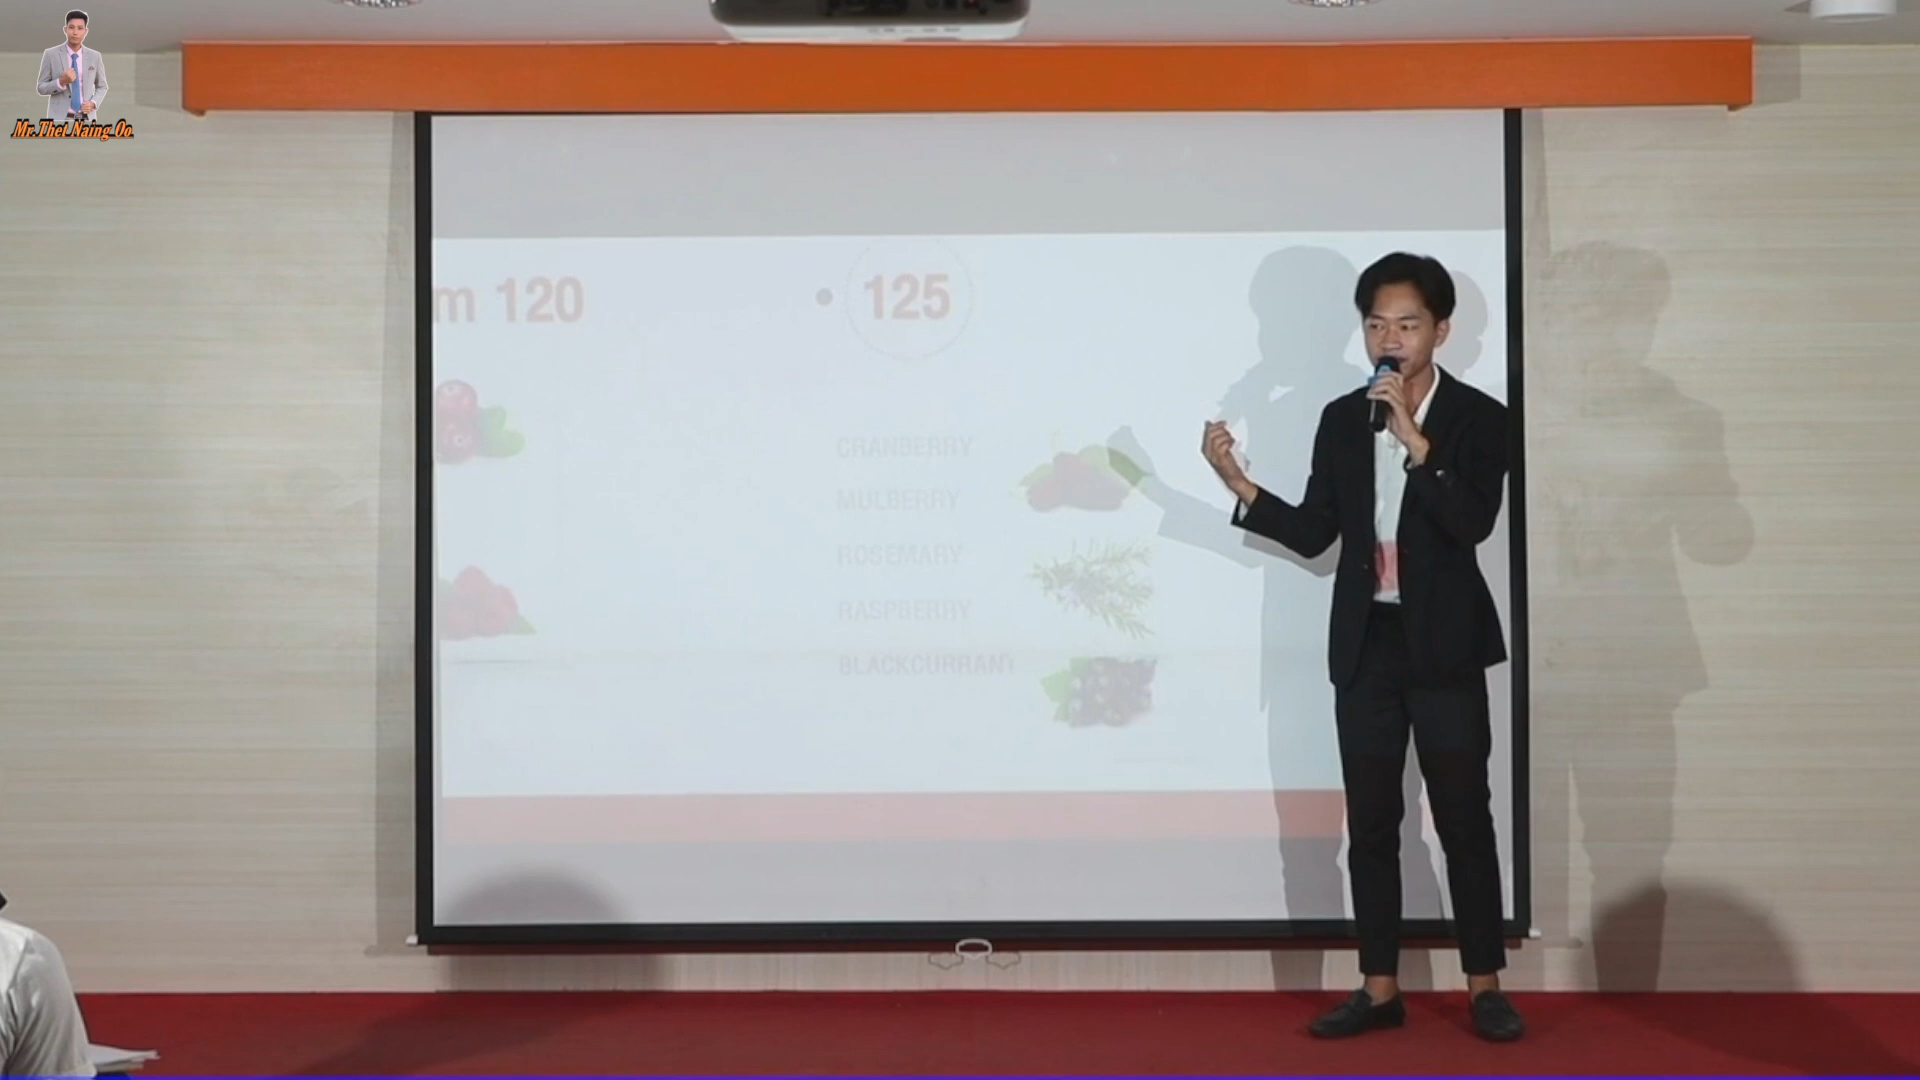 Mr.Thet Naing Oo
m 120
• 125
CRANBERRY
MULBERRY
ROSEMARY
RASPBERRY
BLACKCURRANT